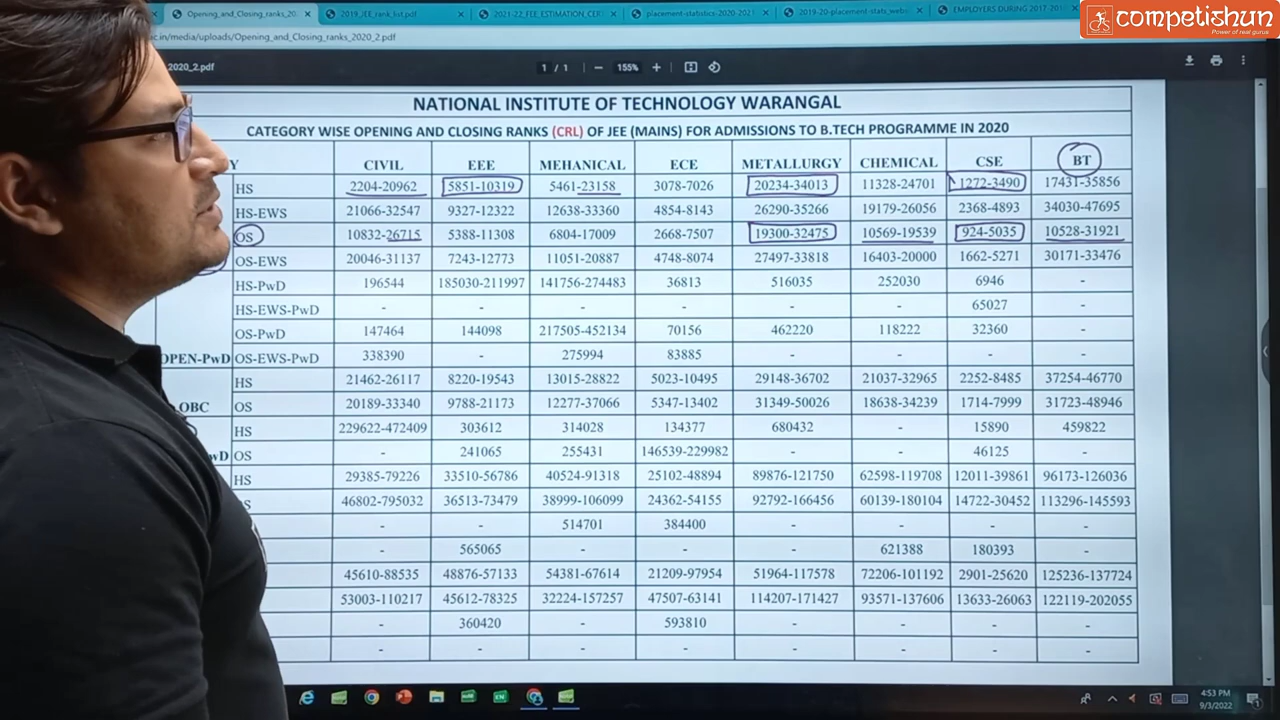 Opening_and_Closing_ranks_20
2019_JEE_rank_list.pdf
2021-22_FEE_ESTIMATION_CERT
placement-statistics-2020-2021
2019-20-placement-stats_web
EMPLOYERS DURING 2017-201
competishun
Power of real gurus
.in/media/uploads/Opening_and_Closing_ranks_2020_2.pdf
2020_2.pdf
1 / 1 | − 155% +
NATIONAL INSTITUTE OF TECHNOLOGY WARANGAL
CATEGORY WISE OPENING AND CLOSING RANKS (CRL) OF JEE (MAINS) FOR ADMISSIONS TO B.TECH PROGRAMME IN 2020
Y CIVIL EEE MEHANICAL ECE METALLURGY CHEMICAL CSE BT
HS 2204-20962 5851-10319 5461-23158 3078-7026 20234-34013 11328-24701 1272-3490 17431-35856
HS-EWS 21066-32547 9327-12322 12638-33360 4854-8143 26290-35266 19179-26056 2368-4893 34030-47695
OS 10832-26715 5388-11308 6804-17009 2668-7507 19300-32475 10569-19539 924-5035 10528-31921
OS-EWS 20046-31137 7243-12773 11051-20887 4748-8074 27497-33818 16403-20000 1662-5271 30171-33476
HS-PwD 196544 185030-211997 141756-274483 36813 516035 252030 6946 -
HS-EWS-PwD - - - - - - 65027
OS-PwD 147464 144098 217505-452134 70156 462220 118222 32360 -
OPEN-PwD OS-EWS-PwD 338390 - 275994 83885 - - - -
HS 21462-26117 8220-19543 13015-28822 5023-10495 29148-36702 21037-32965 2252-8485 37254-46770
OBC OS 20189-33340 9788-21173 12277-37066 5347-13402 31349-50026 18638-34239 1714-7999 31723-48946
HS 229622-472409 303612 314028 134377 680432 - 15890 459822
wD OS - 241065 255431 146539-229982 - - 46125
HS 29385-79226 33510-56786 40524-91318 25102-48894 89876-121750 62598-119708 12011-39861 96173-126036
S 46802-795032 36513-73479 38999-106099 24362-54155 92792-166456 60139-180104 14722-30452 113296-145593
- - 514701 384400 - - - -
- 565065 - - - 621388 180393 -
45610-88535 48876-57133 54381-67614 21209-97954 51964-117578 72206-101192 2901-25620 125236-137724
53003-110217 45612-78325 32224-157257 47507-63141 114207-171427 93571-137606 13633-26063 122119-202055
- 360420 - 593810 - - - -
- - - - - - - -
4:53 PM
9/3/2022